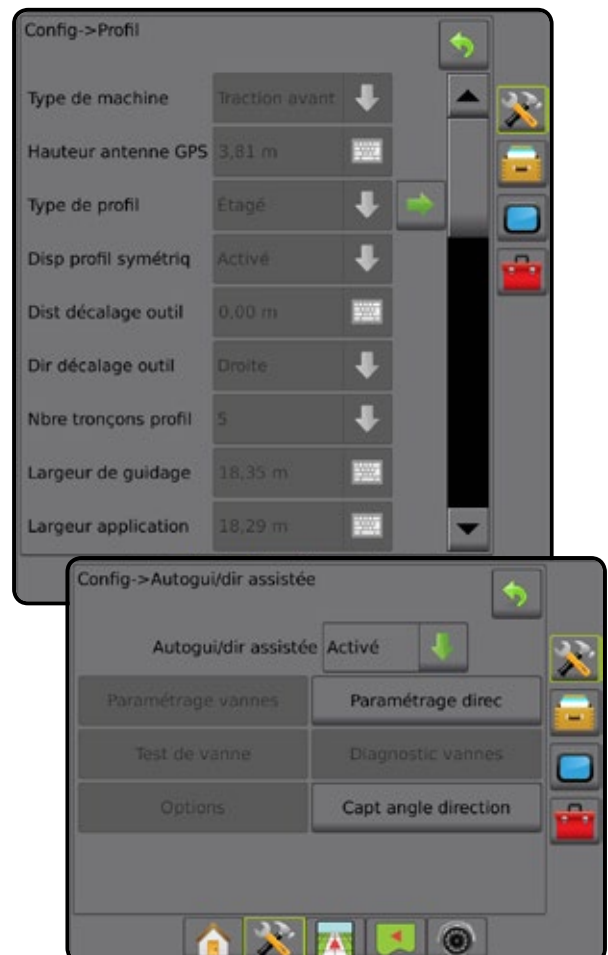 Config->Profil
Type de machine Traction avant
Hauteur antenne GPS 3,81 m
Type de profil Étagé
Disp profil symétriq Activé
Dist décalage outil 0,00 m
Dir décalage outil Droite
Nbre tronçons profil 5
Largeur de guidage 18,35 m
Largeur application 18,29 m
Config->Autogui/dir assistée
Autogui/dir assistée Activé
Paramétrage vannes Paramétrage direc
Test de vanne Diagnostic vannes
Options Capt angle direction